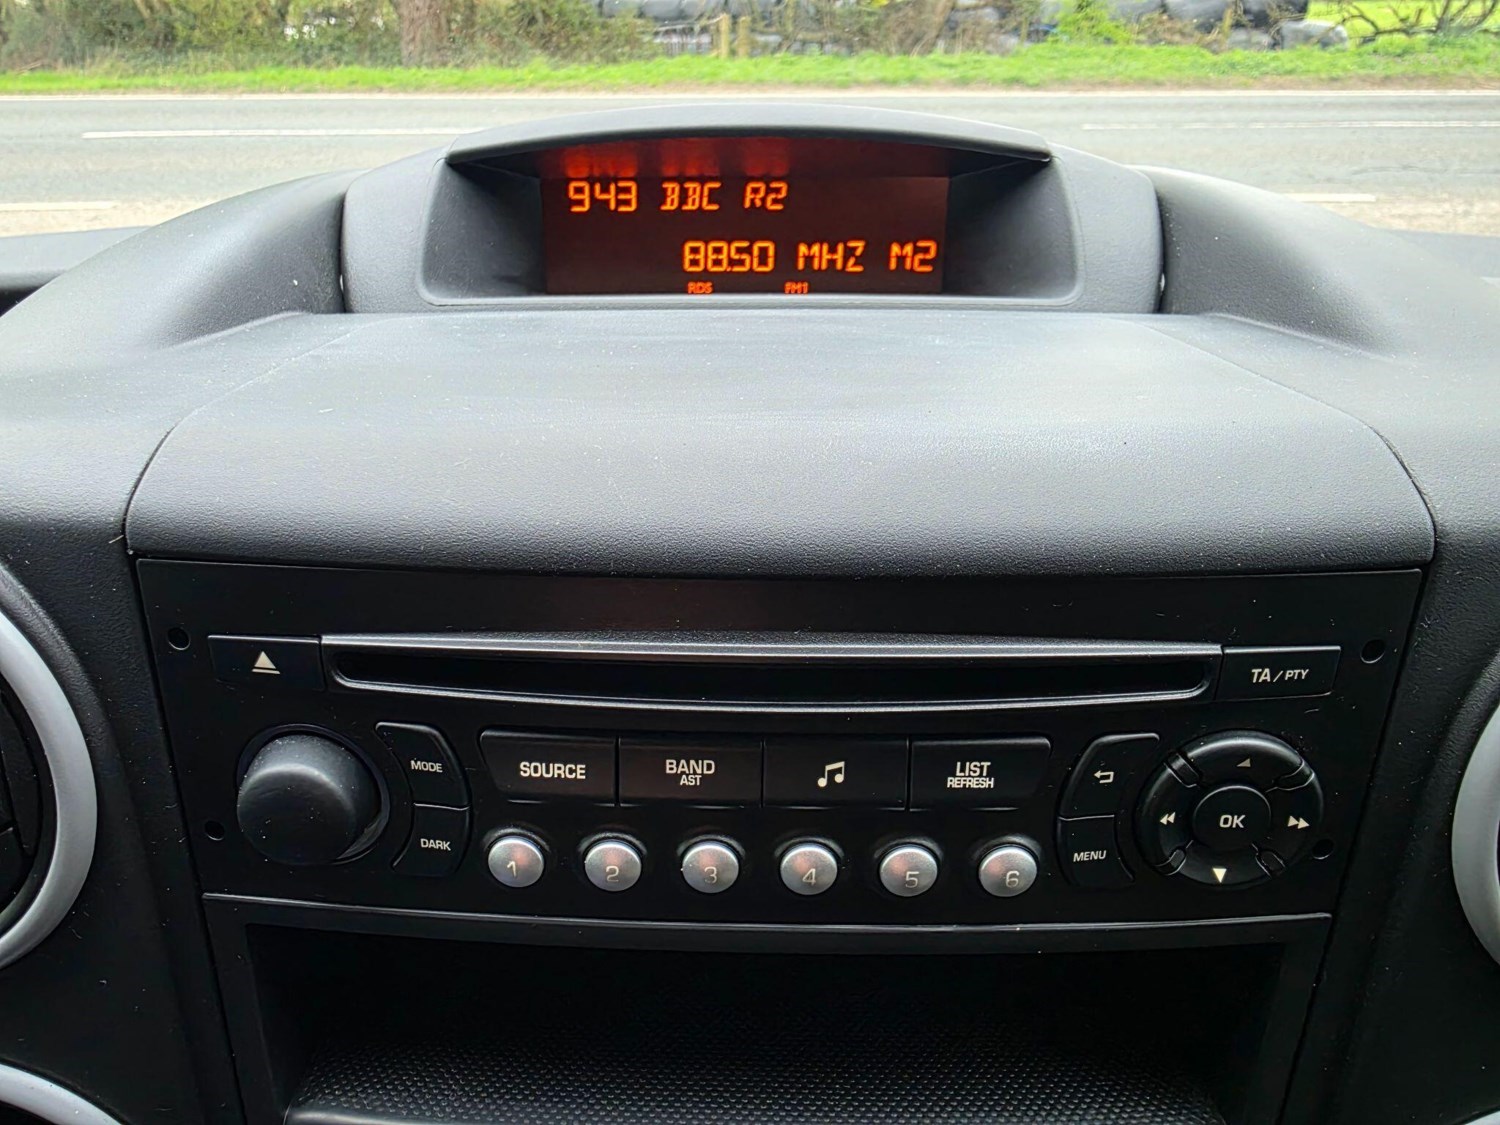 943 BBC R2
88.50 MHZ M2
RDS FM1
TA / PTY
MODE
SOURCE
BAND
AST
LIST
REFRESH
DARK
OK
MENU
1 2 3 4 5 6